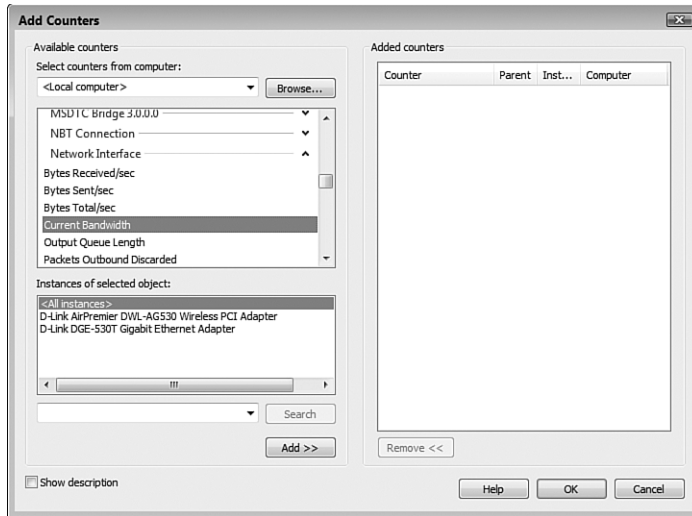 Add Counters
Available counters
Select counters from computer:
<Local computer>
Browse...
MSDTC Bridge 3.0.0.0
NBT Connection
Network Interface
Bytes Received/sec
Bytes Sent/sec
Bytes Total/sec
Current Bandwidth
Output Queue Length
Packets Outbound Discarded
Instances of selected object:
<All instances>
D-Link AirPremier DWL-AG530 Wireless PCI Adapter
D-Link DGE-530T Gigabit Ethernet Adapter
Search
Add >>
Show description
Added counters
Counter Parent Inst... Computer
Remove <<
Help OK Cancel